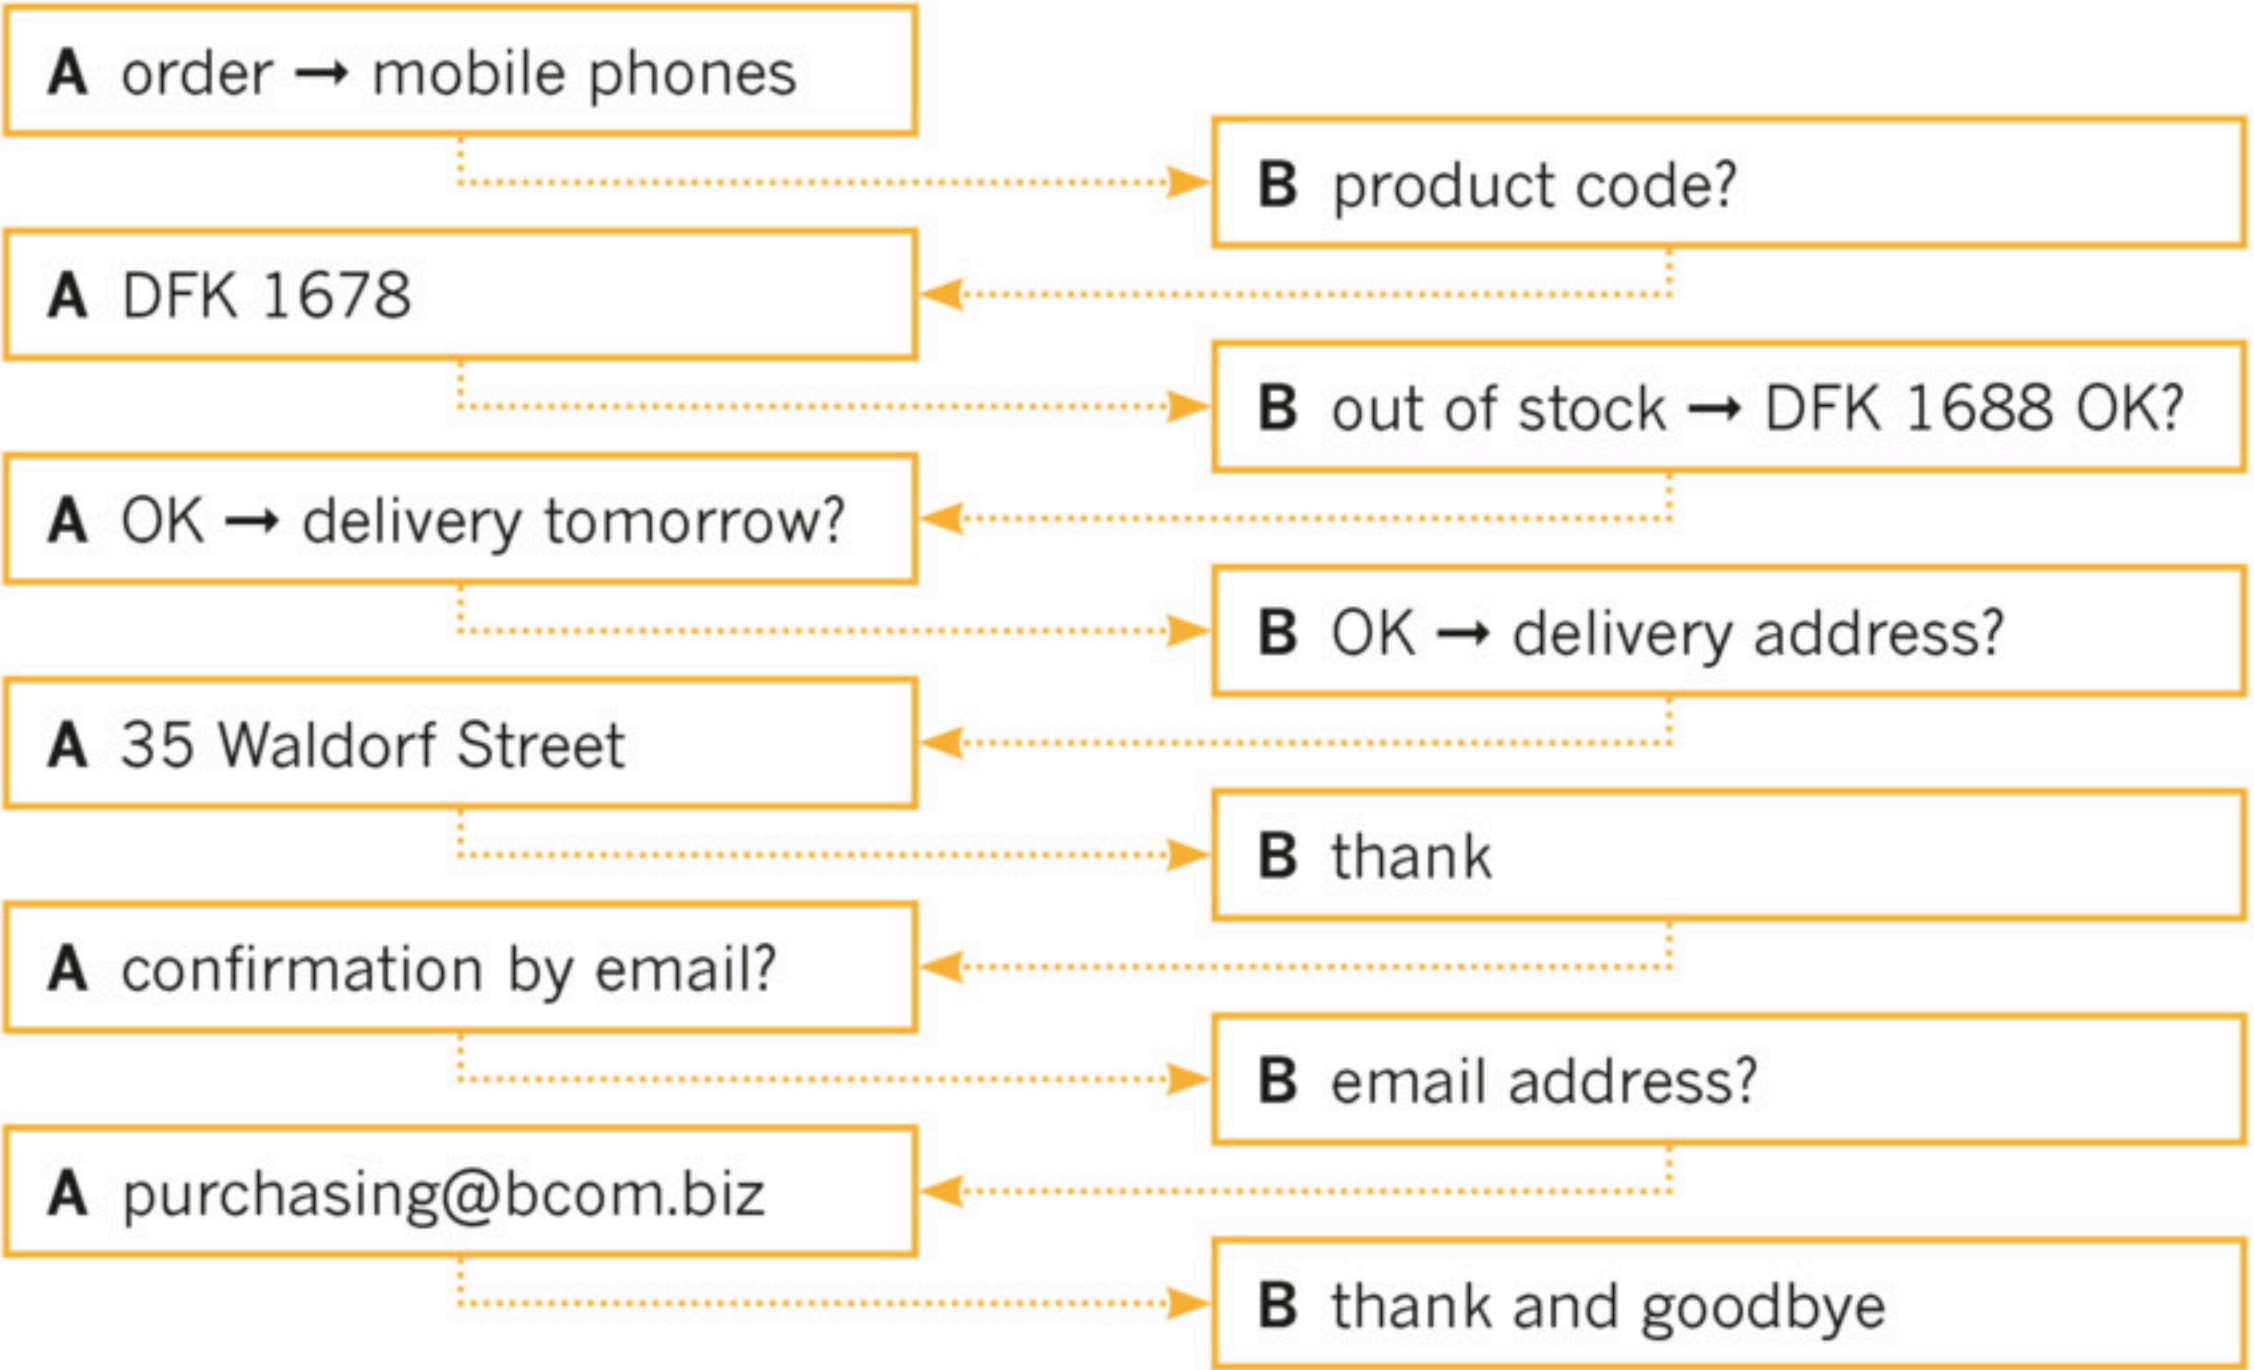 A order → mobile phones
B product code?
A DFK 1678
B out of stock → DFK 1688 OK?
A OK → delivery tomorrow?
B OK → delivery address?
A 35 Waldorf Street
B thank
A confirmation by email?
B email address?
A purchasing@bcom.biz
B thank and goodbye